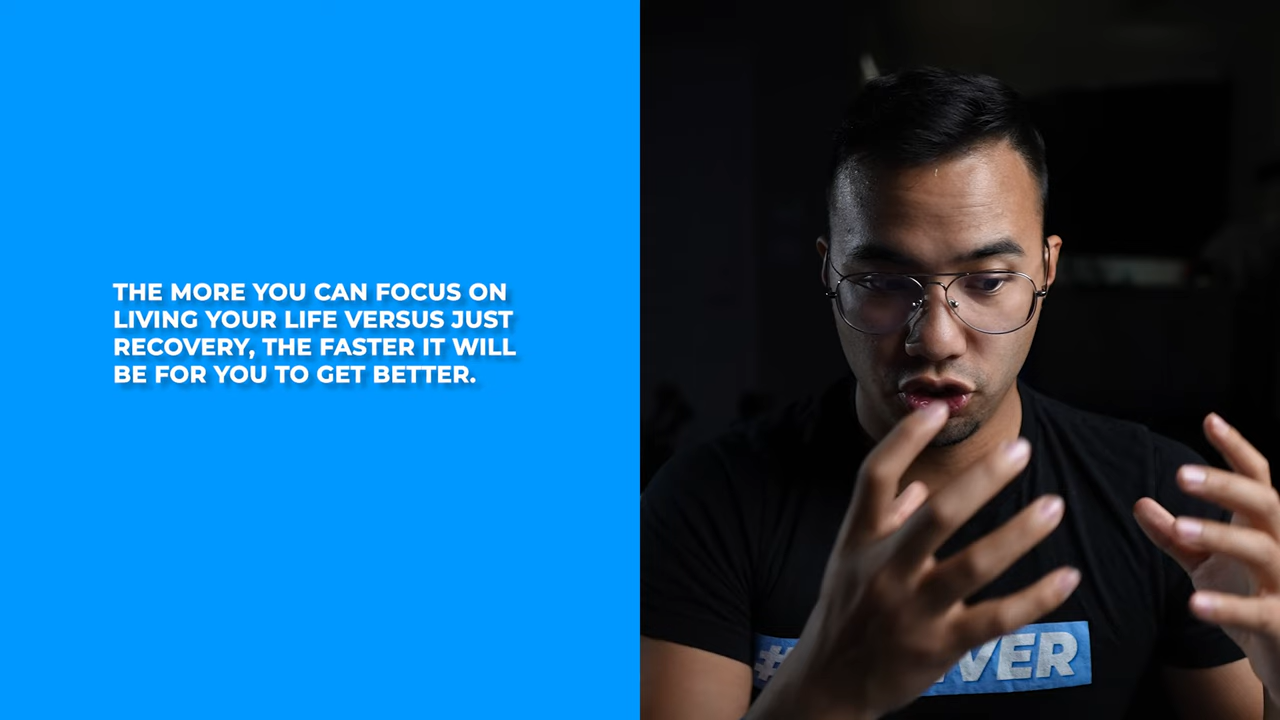 THE MORE YOU CAN FOCUS ON
LIVING YOUR LIFE VERSUS JUST
RECOVERY, THE FASTER IT WILL
BE FOR YOU TO GET BETTER.